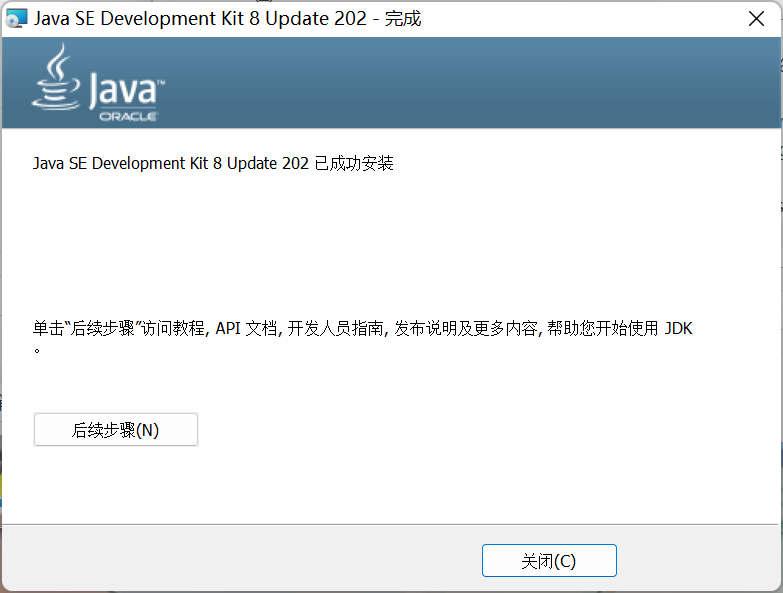 Java SE Development Kit 8 Update 202 - 完成
Java™
ORACLE
Java SE Development Kit 8 Update 202 已成功安装
单击“后续步骤”访问教程, API 文档, 开发人员指南, 发布说明及更多内容, 帮助您开始使用 JDK
。
后续步骤(N)
关闭(C)